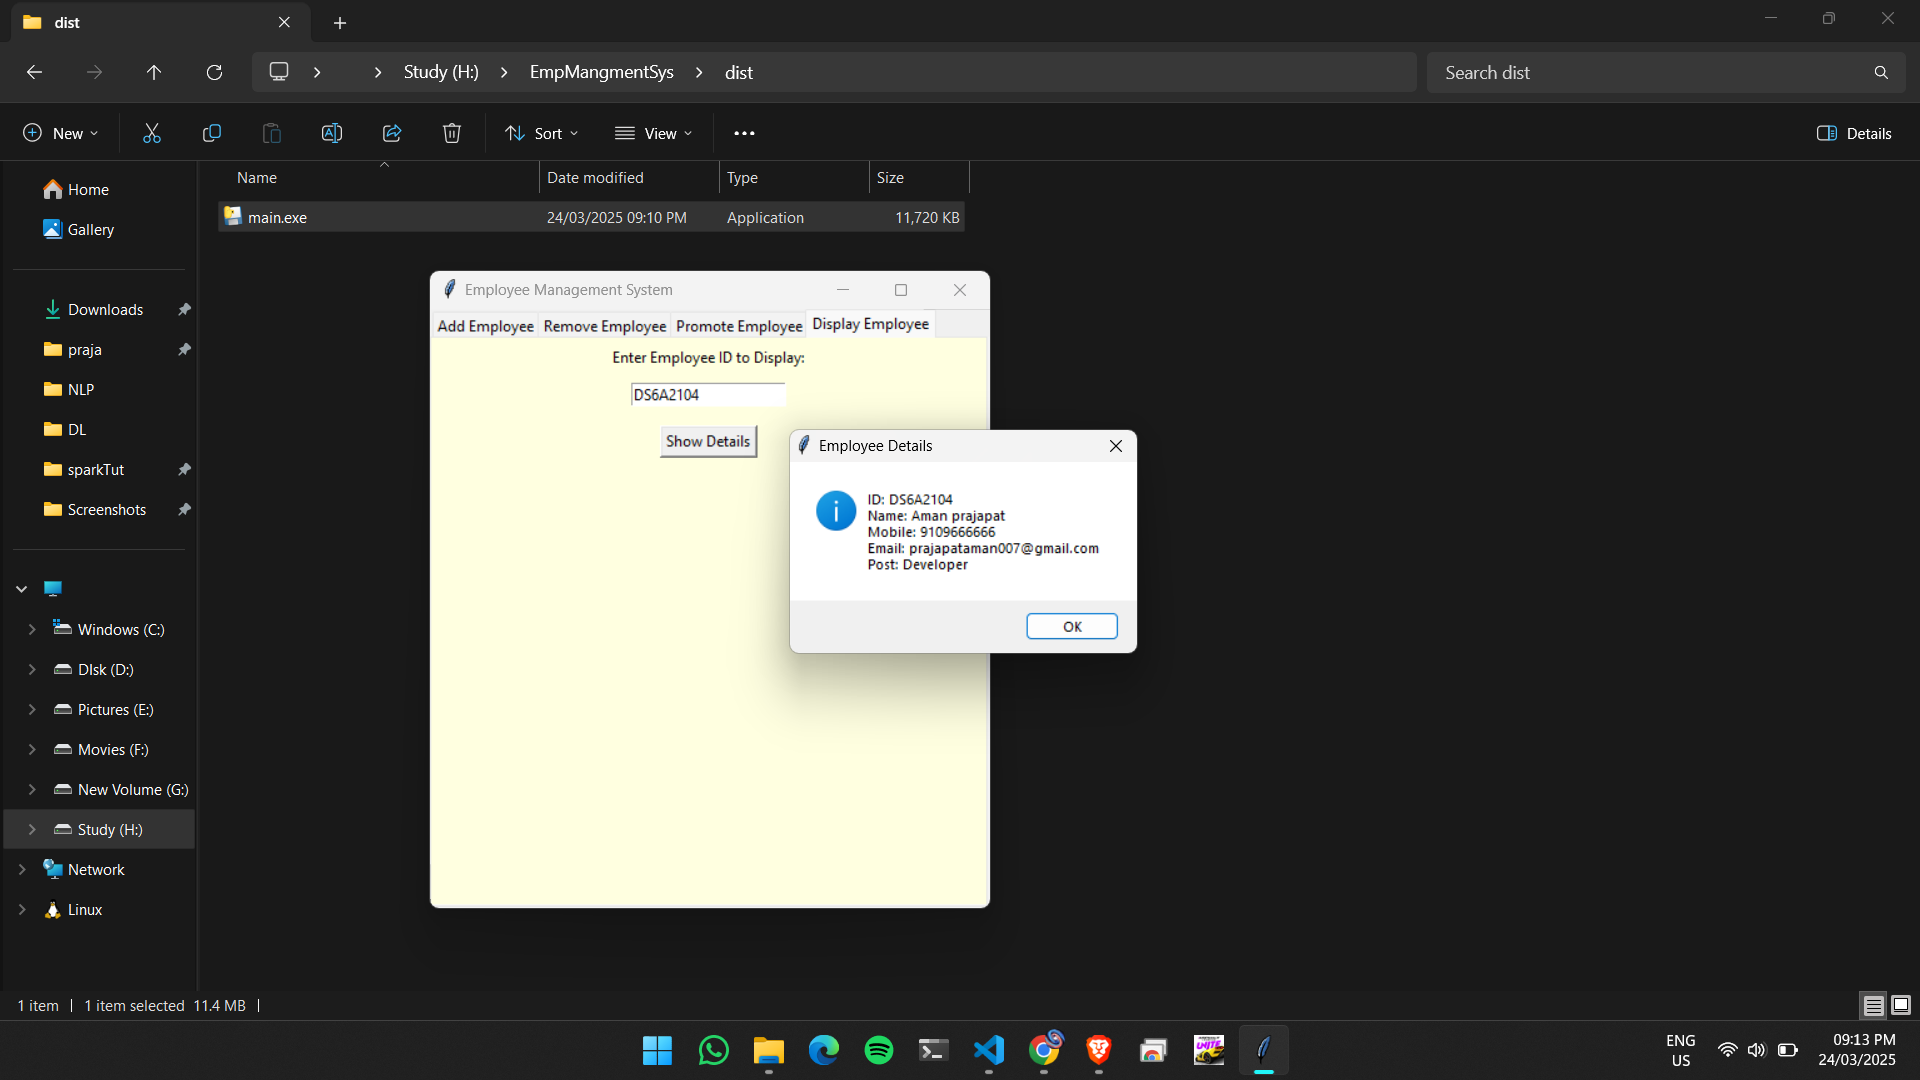 dist
Study (H:)
EmpMangmentSys
dist
Search dist
New
Sort
View
Details
Name
Date modified
Type
Size
main.exe
24/03/2025 09:10 PM
Application
11,720 KB
Home
Gallery
Downloads
praja
NLP
DL
sparkTut
Screenshots
Windows (C:)
DIsk (D:)
Pictures (E:)
Movies (F:)
New Volume (G:)
Study (H:)
Network
Linux
Employee Management System
Add Employee
Remove Employee
Promote Employee
Display Employee
Enter Employee ID to Display:
DS6A2104
Show Details
Employee Details
ID: DS6A2104
Name: Aman prajapat
Mobile: 9109666666
Email: prajapataman007@gmail.com
Post: Developer
OK
1 item
1 item selected 11.4 MB
UNITE
ENG
US
09:13 PM
24/03/2025